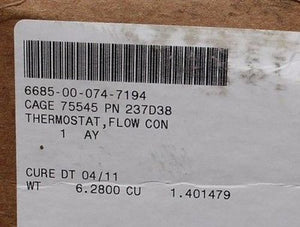 6685-00-074-7194
CAGE 75545 PN 237D38
THERMOSTAT,FLOW CON
1 AY
CURE DT 04/11
WT 6.2800 CU 1.401479